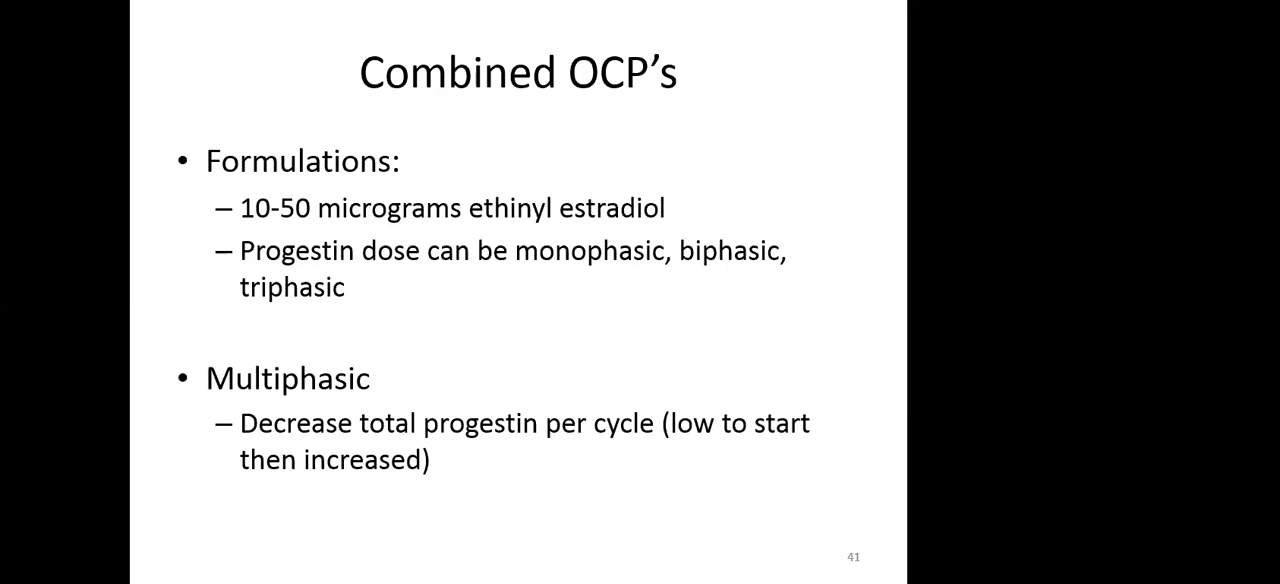 Combined OCP’s
• Formulations:
– 10-50 micrograms ethinyl estradiol
– Progestin dose can be monophasic, biphasic,
triphasic
• Multiphasic
– Decrease total progestin per cycle (low to start
then increased)
41